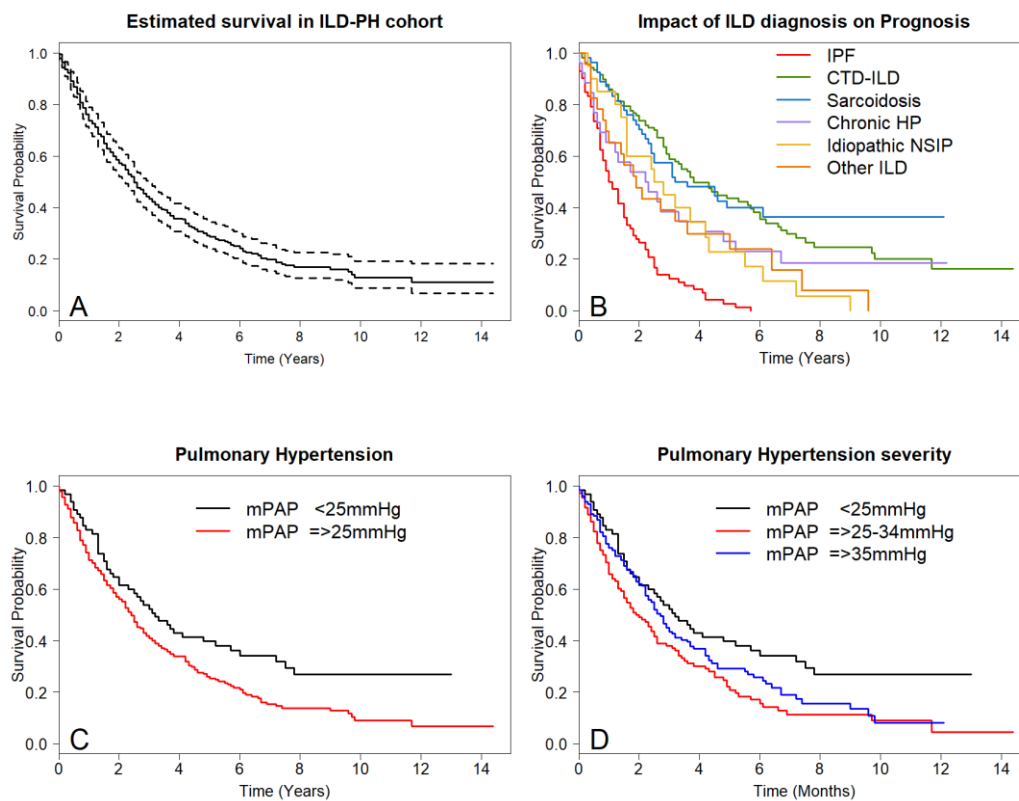 Estimated survival in ILD-PH cohort
Survival Probability
1.0
0.8
0.6
0.4
0.2
0.0
A
0 2 4 6 8 10 12 14
Time (Years)
Impact of ILD diagnosis on Prognosis
IPF
CTD-ILD
Sarcoidosis
Chronic HP
Idiopathic NSIP
Other ILD
Survival Probability
1.0
0.8
0.6
0.4
0.2
0.0
B
0 2 4 6 8 10 12 14
Time (Years)
Pulmonary Hypertension
mPAP <25mmHg
mPAP =>25mmHg
Survival Probability
1.0
0.8
0.6
0.4
0.2
0.0
C
0 2 4 6 8 10 12 14
Time (Years)
Pulmonary Hypertension severity
mPAP <25mmHg
mPAP =>25-34mmHg
mPAP =>35mmHg
Survival Probability
1.0
0.8
0.6
0.4
0.2
0.0
D
0 2 4 6 8 10 12 14
Time (Months)